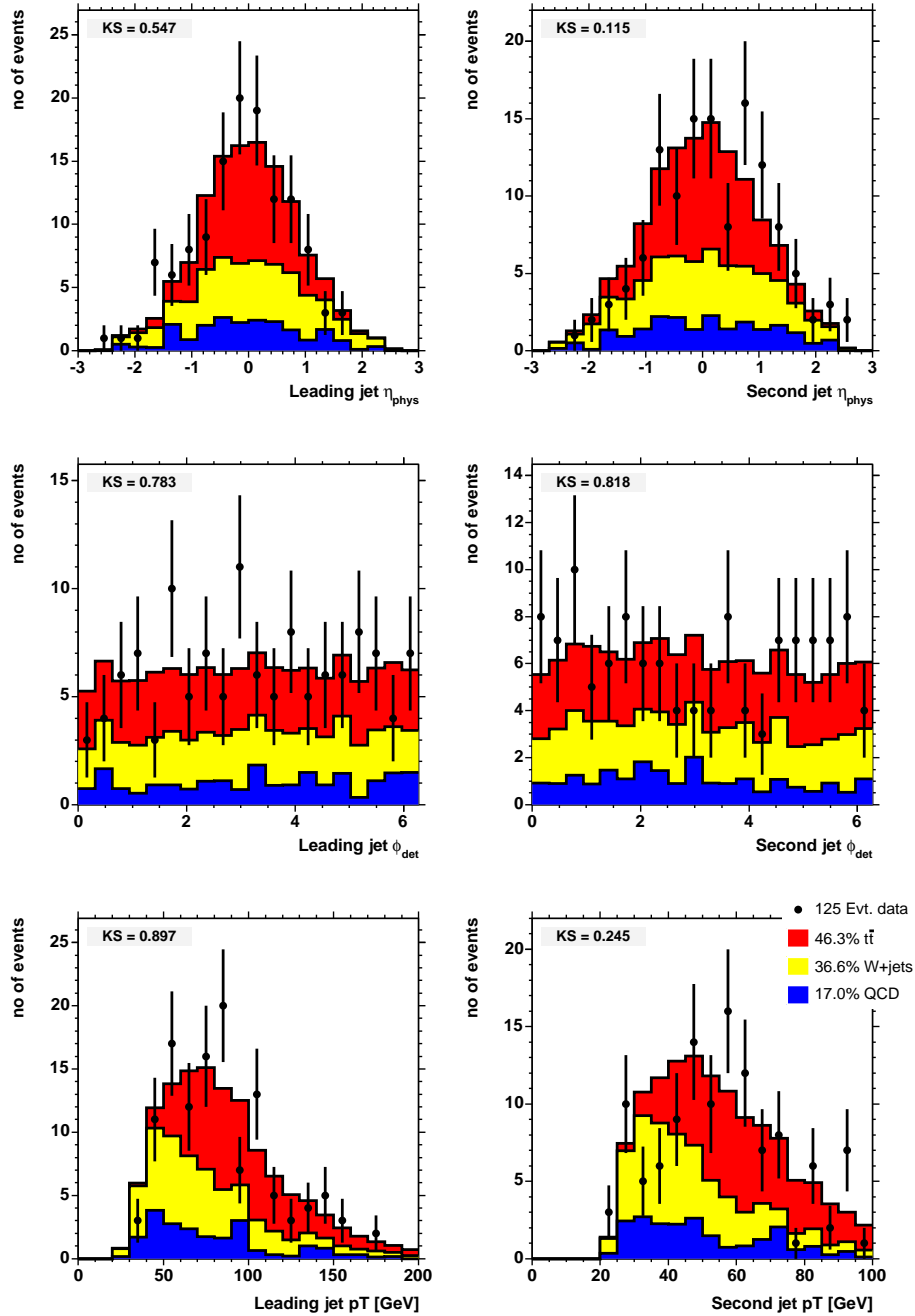 KS = 0.547
no of events
25
20
15
10
5
0
-3 -2 -1 0 1 2 3
Leading jet ηphys
KS = 0.115
no of events
20
15
10
5
0
-3 -2 -1 0 1 2 3
Second jet ηphys
KS = 0.783
no of events
15
10
5
0
0 2 4 6
Leading jet ϕdet
KS = 0.818
no of events
14
12
10
8
6
4
2
0
0 2 4 6
Second jet ϕdet
KS = 0.897
no of events
25
20
15
10
5
0
0 50 100 150 200
Leading jet pT [GeV]
KS = 0.245
no of events
20
15
10
5
0
0 20 40 60 80 100
Second jet pT [GeV]
125 Evt. data
46.3% tt̄
36.6% W+jets
17.0% QCD